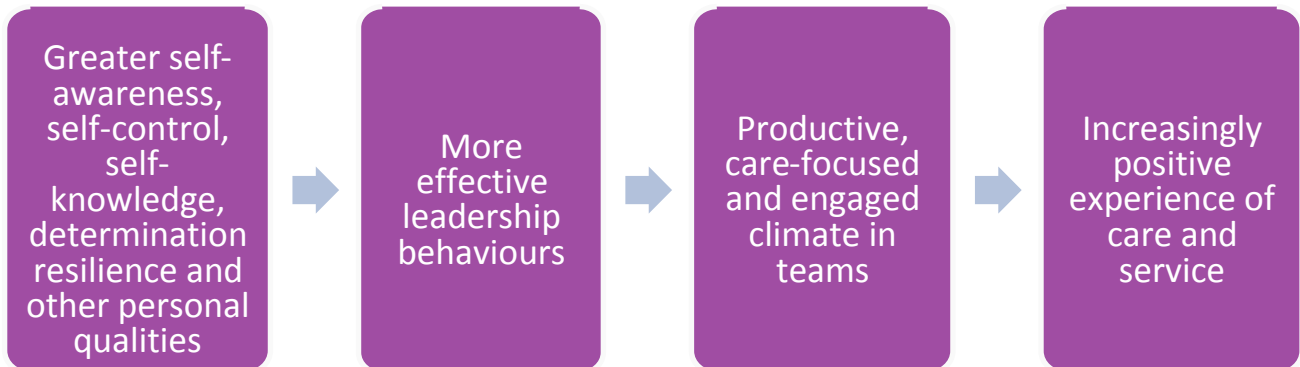 Greater self-
awareness,
self-control,
self-
knowledge,
determination
resilience and
other personal
qualities
More
effective
leadership
behaviours
Productive,
care-focused
and engaged
climate in
teams
Increasingly
positive
experience of
care and
service